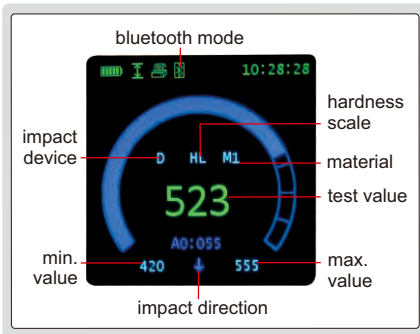 bluetooth mode
10:28:28
hardness
scale
impact
device
D HL M1
material
523
test value
A0:055
min.
value
420
555
max.
value
impact direction